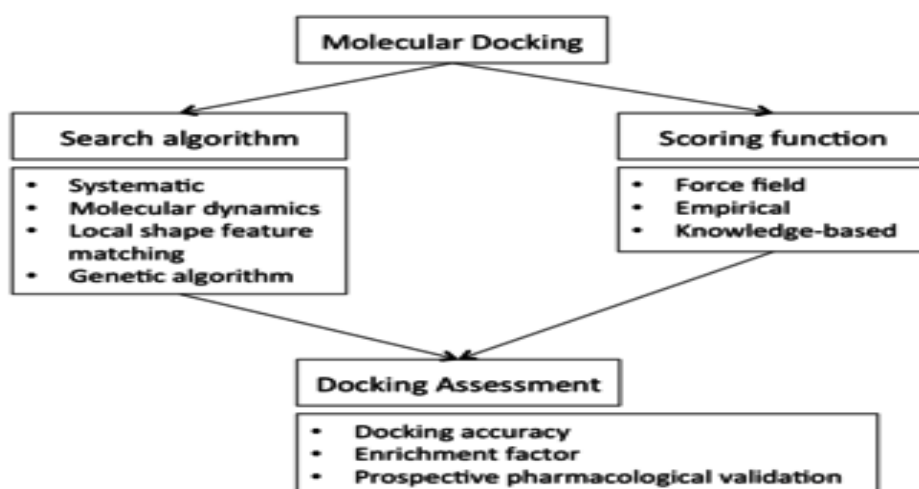 Molecular Docking
Search algorithm
• Systematic
• Molecular dynamics
• Local shape feature
matching
• Genetic algorithm
Scoring function
• Force field
• Empirical
• Knowledge-based
Docking Assessment
• Docking accuracy
• Enrichment factor
• Prospective pharmacological validation